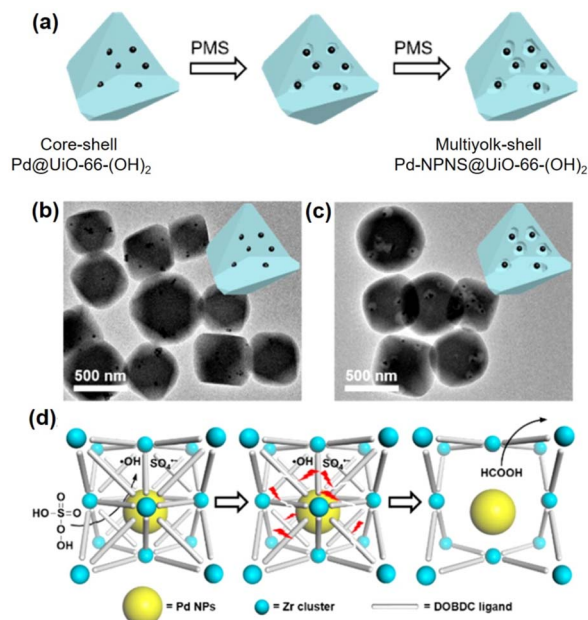 (a)
PMS
PMS
Core-shell
Pd@UiO-66-(OH)₂
Multiyolk-shell
Pd-NPNS@UiO-66-(OH)₂
(b)
500 nm
(c)
500 nm
(d)
•OH SO₄•⁻
HO-S=O
O
O
OH
•OH SO₄•⁻
HCOOH
= Pd NPs
= Zr cluster
= DOBDC ligand